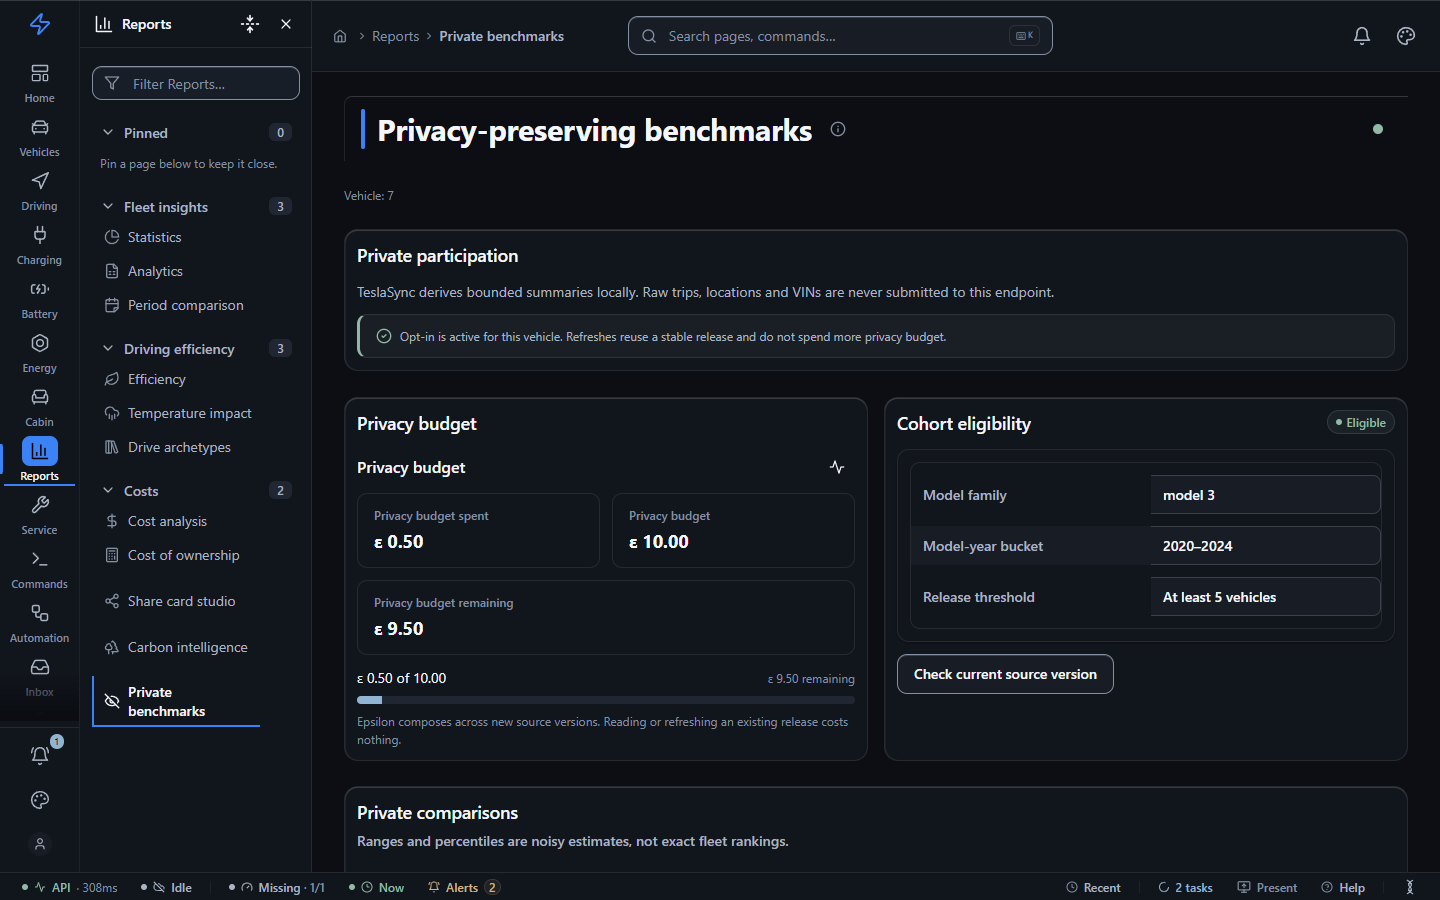 Home
Vehicles
Driving
Charging
Battery
Energy
Cabin
Reports
Service
Commands
Automation
Inbox
1
Reports
Filter Reports...
Pinned
0
Pin a page below to keep it close.
Fleet insights
3
Statistics
Analytics
Period comparison
Driving efficiency
3
Efficiency
Temperature impact
Drive archetypes
Costs
2
Cost analysis
Cost of ownership
Share card studio
Carbon intelligence
Private
benchmarks
Reports > Private benchmarks
Search pages, commands...
K
Privacy-preserving benchmarks
Vehicle: 7
Private participation
TeslaSync derives bounded summaries locally. Raw trips, locations and VINs are never submitted to this endpoint.
Opt-in is active for this vehicle. Refreshes reuse a stable release and do not spend more privacy budget.
Privacy budget
Privacy budget
Privacy budget spent
ε 0.50
Privacy budget
ε 10.00
Privacy budget remaining
ε 9.50
ε 0.50 of 10.00
ε 9.50 remaining
Epsilon composes across new source versions. Reading or refreshing an existing release costs
nothing.
Cohort eligibility
Eligible
Model family
model 3
Model-year bucket
2020–2024
Release threshold
At least 5 vehicles
Check current source version
Private comparisons
Ranges and percentiles are noisy estimates, not exact fleet rankings.
API · 308ms
Idle
Missing · 1/1
Now
Alerts 2
Recent
2 tasks
Present
Help